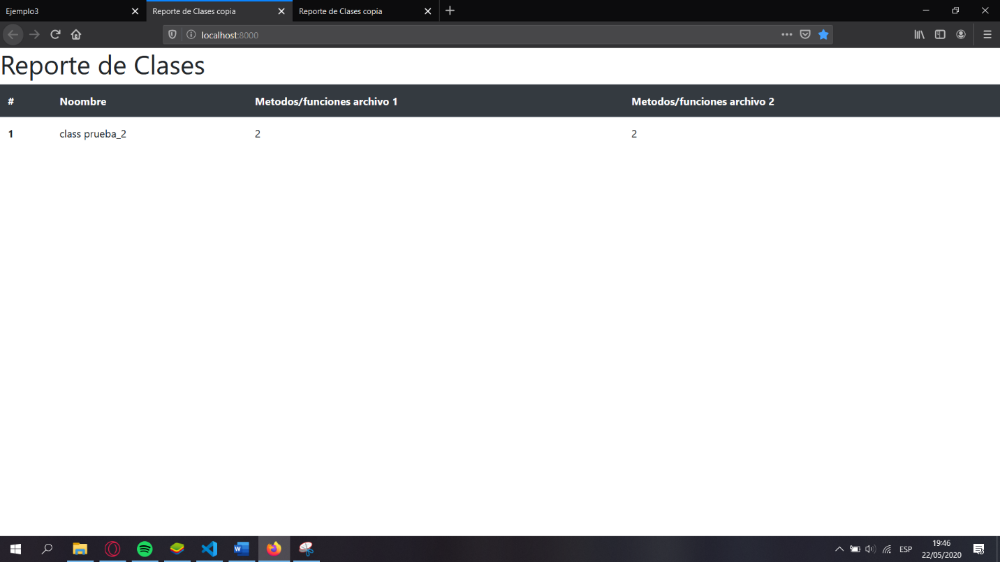 Ejemplo3
Reporte de Clases copia
Reporte de Clases copia
localhost:8000
Reporte de Clases
# Noombre Metodos/funciones archivo 1 Metodos/funciones archivo 2
1 class prueba_2 2 2
ESP
19:46
22/05/2020